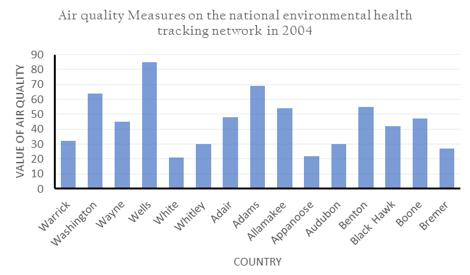 Air quality Measures on the national environmental health
tracking network in 2004
VALUE OF AIR QUALITY
90
80
70
60
50
40
30
20
10
0
Warrick
Washington
Wayne
Wells
White
Whitley
Adair
Adams
Allamakee
Appanoose
Audubon
Benton
Black Hawk
Boone
Bremer
COUNTRY